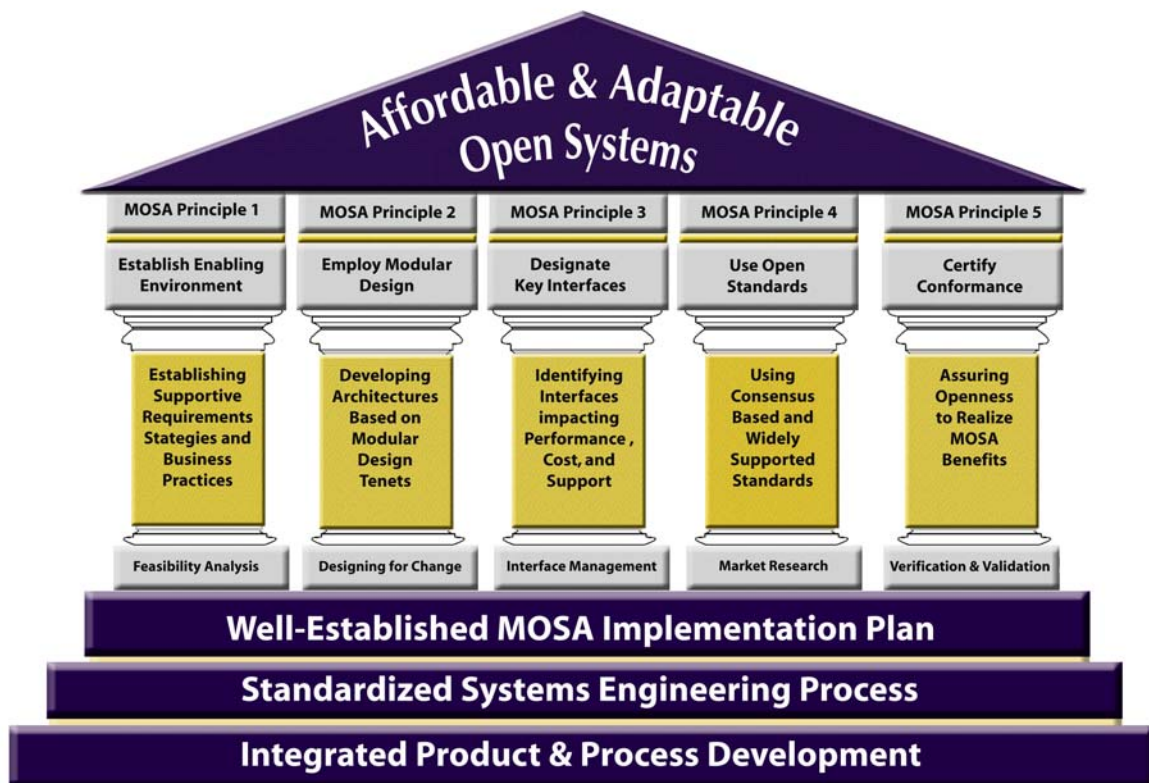 Affordable & Adaptable
Open Systems
MOSA Principle 1
Establish Enabling
Environment
Establishing
Supportive
Requirements
Stategies and
Business
Practices
Feasibility Analysis
MOSA Principle 2
Employ Modular
Design
Developing
Architectures
Based on
Modular
Design
Tenets
Designing for Change
MOSA Principle 3
Designate
Key Interfaces
Identifying
Interfaces
impacting
Performance ,
Cost, and
Support
Interface Management
MOSA Principle 4
Use Open
Standards
Using
Consensus
Based and
Widely
Supported
Standards
Market Research
MOSA Principle 5
Certify
Conformance
Assuring
Openness
to Realize
MOSA
Benefits
Verification & Validation
Well-Established MOSA Implementation Plan
Standardized Systems Engineering Process
Integrated Product & Process Development